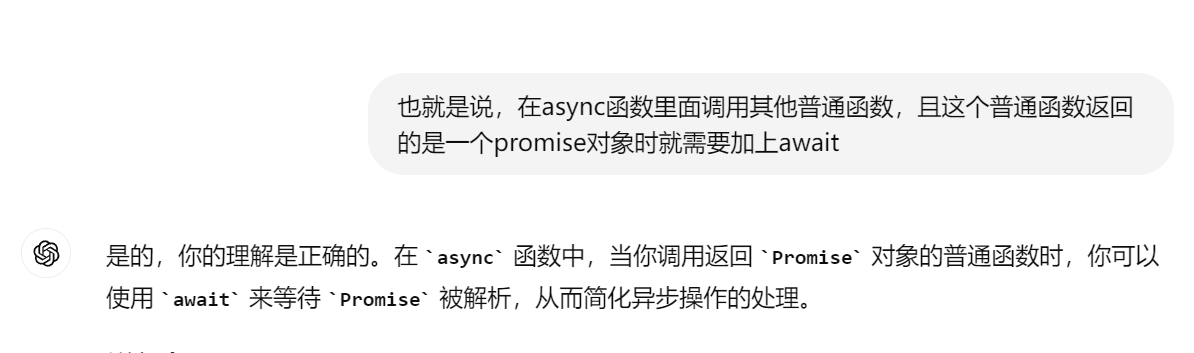 也就是说，在async函数里面调用其他普通函数，且这个普通函数返回
的是一个promise对象时就需要加上await
是的，你的理解是正确的。在 `async` 函数中，当你调用返回 `Promise` 对象的普通函数时，你可以
使用 `await` 来等待 `Promise` 被解析，从而简化异步操作的处理。